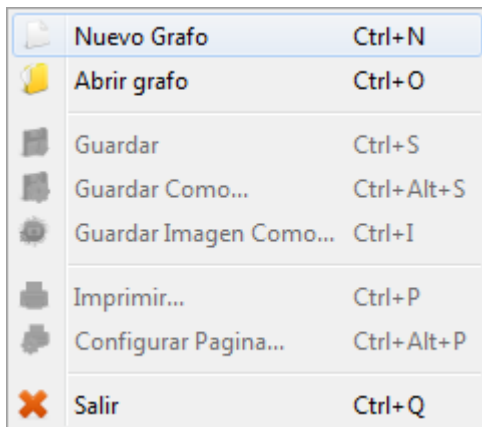 Nuevo Grafo Ctrl+N
Abrir grafo Ctrl+O
Guardar Ctrl+S
Guardar Como... Ctrl+Alt+S
Guardar Imagen Como... Ctrl+I
Imprimir... Ctrl+P
Configurar Pagina... Ctrl+Alt+P
Salir Ctrl+Q